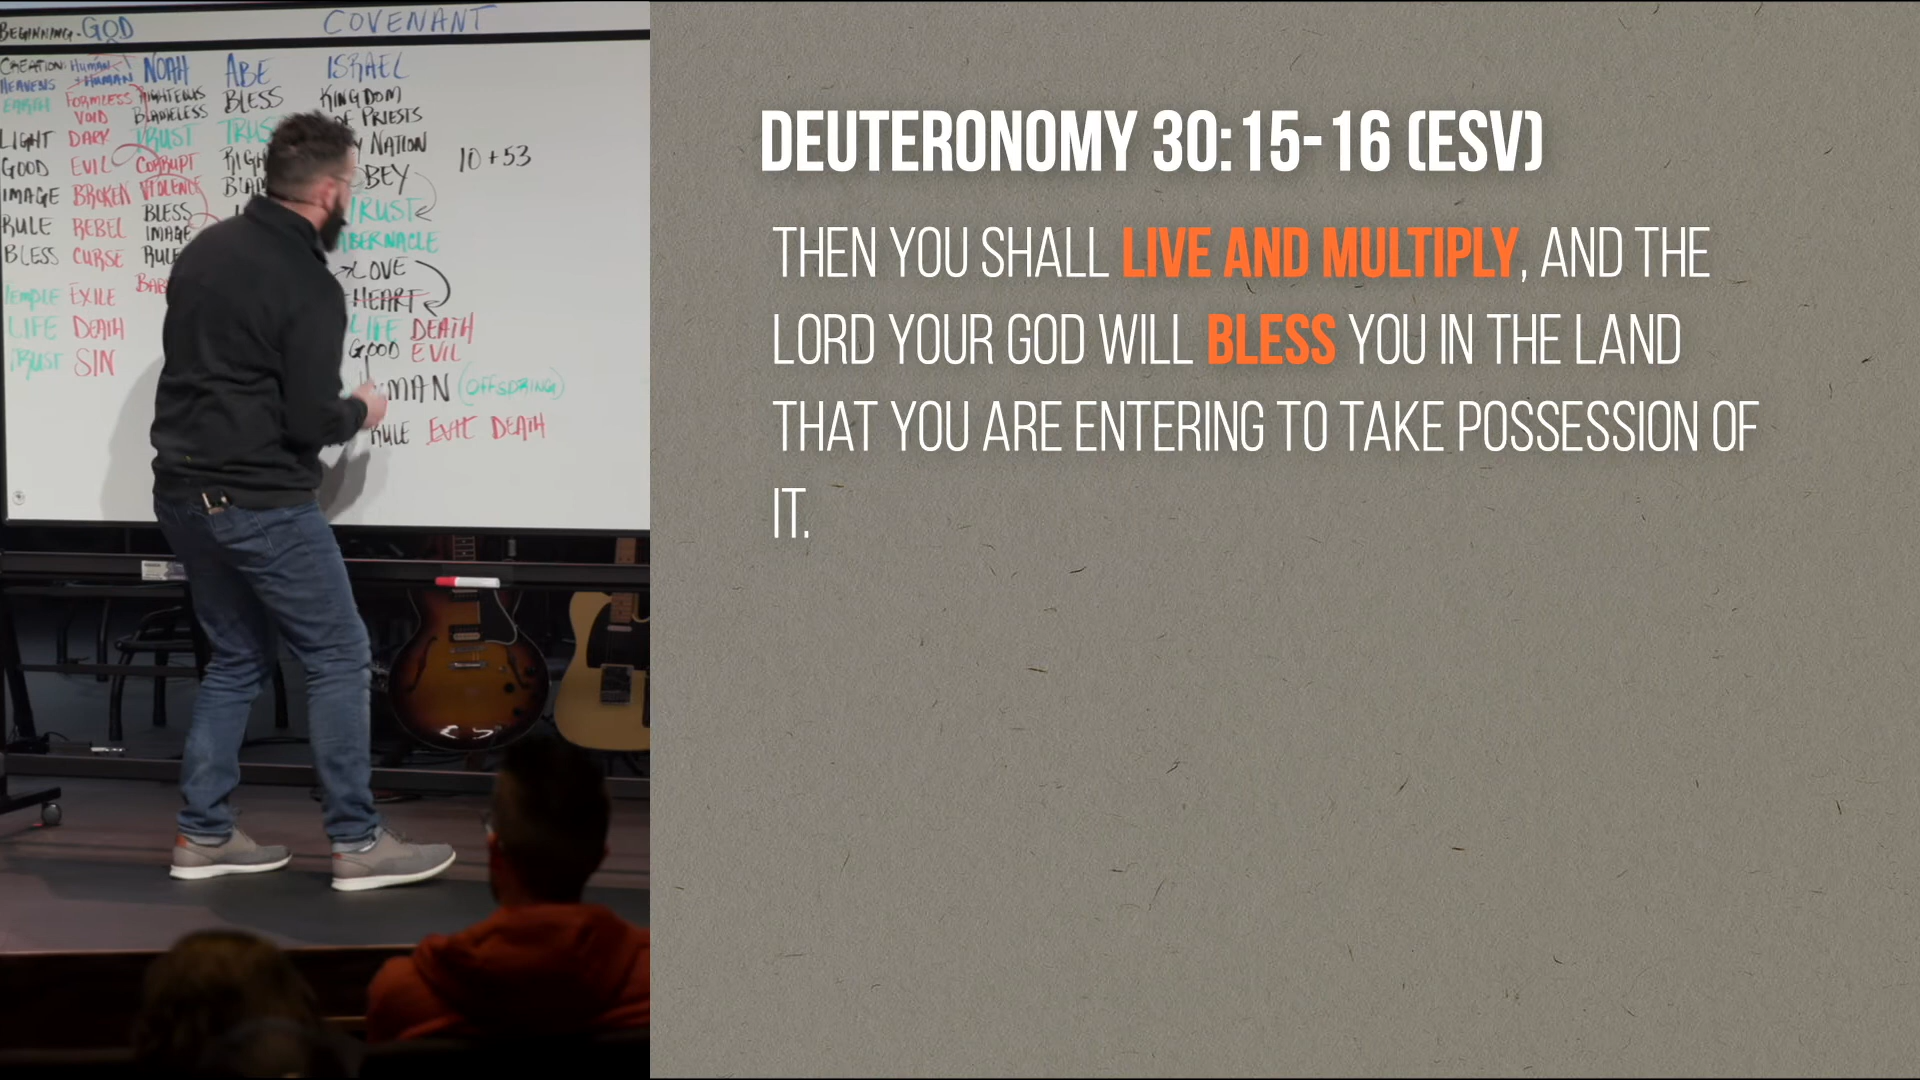 BEGINNING · GOD
COVENANT
CREATION: HUMAN NOAH ABE ISRAEL
HEAVENS + HUMAN
EARTH FORMLESS RIGHTEOUS BLESS KINGDOM
VOID BLAMELESS OF PRIESTS
LIGHT DARK TRUST NATION
GOOD EVIL CORRUPT 10+53
IMAGE BROKEN VIOLENCE
RULE REBEL BLESS
IMAGE
BLESS CURSE RULE LOVE
TEMPLE EXILE HEART
LIFE DEATH LIFE DEATH
TRUST SIN GOOD EVIL
(OFFSPRING)
RULE EVIL DEATH
DEUTERONOMY 30:15-16 (ESV)
THEN YOU SHALL LIVE AND MULTIPLY, AND THE
LORD YOUR GOD WILL BLESS YOU IN THE LAND
THAT YOU ARE ENTERING TO TAKE POSSESSION OF
IT.